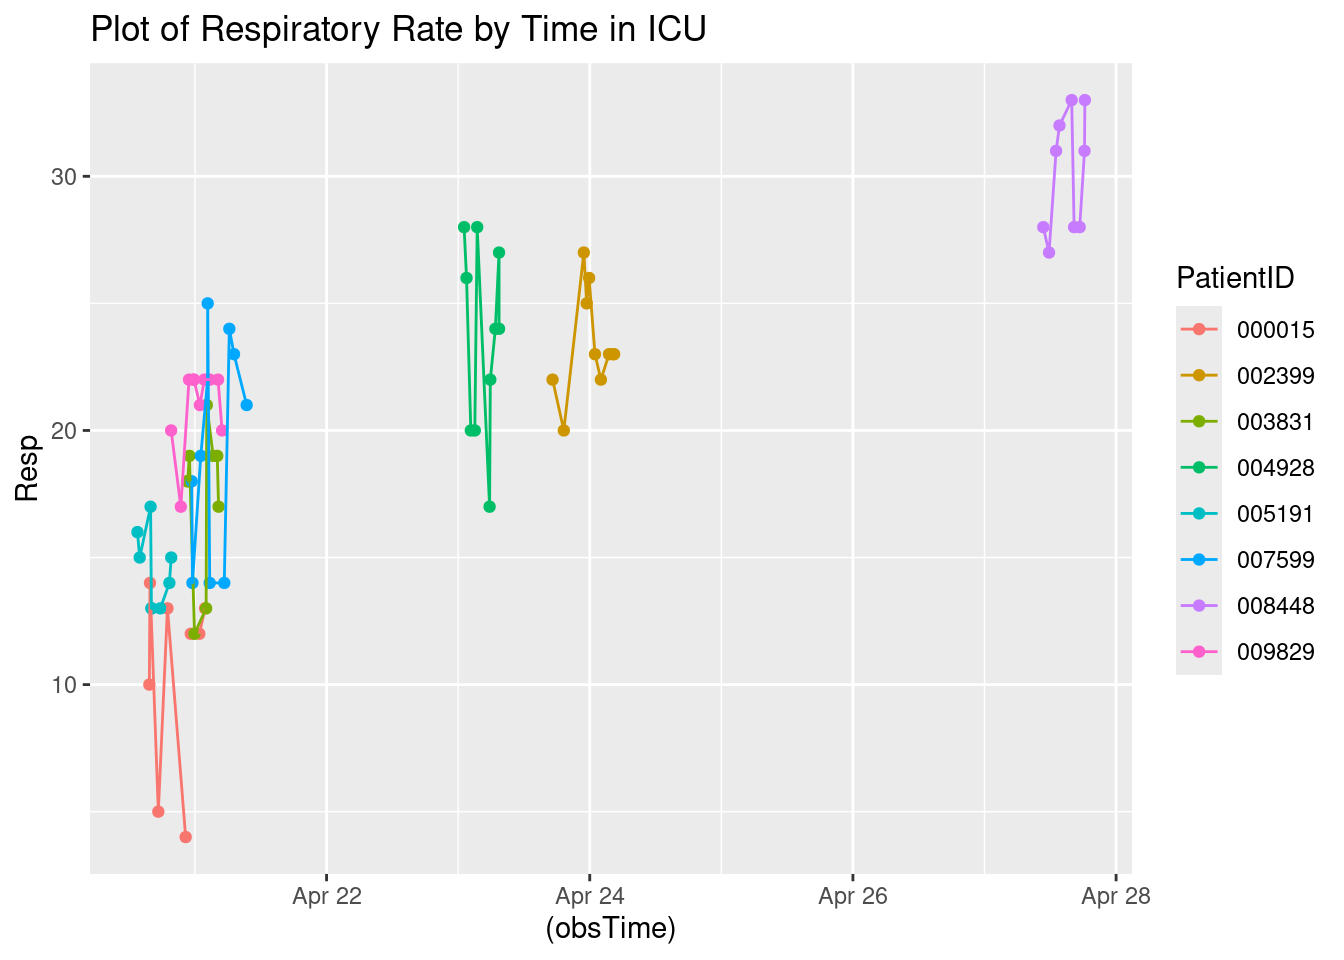 Plot of Respiratory Rate by Time in ICU
Resp
30
20
10
Apr 22
Apr 24
Apr 26
Apr 28
(obsTime)
PatientID
000015
002399
003831
004928
005191
007599
008448
009829